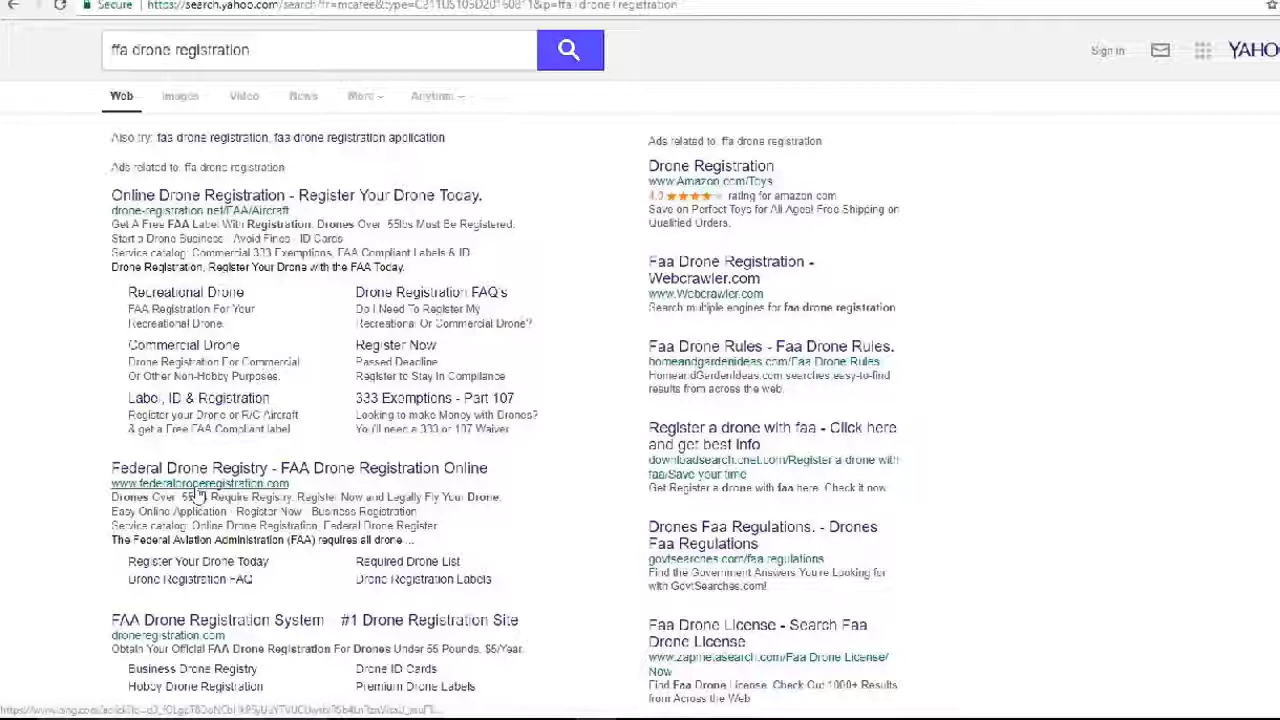 Secure
https://search.yahoo.com/search?fr=mcafee&type=C211US105D20160811&p=ffa+drone+registration
ffa drone registration
Sign in
YAHO
Web Images Video News More Anytime
Also try: faa drone registration, faa drone registration application
Ads related to: ffa drone registration
Online Drone Registration - Register Your Drone Today.
drone-registration.net/FAA/Aircraft
Get A Free FAA Label With Registration. Drones Over .55lbs Must Be Registered.
Start a Drone Business - Avoid Fines - ID Cards
Service catalog: Commercial 333 Exemptions, FAA Compliant Labels & ID
Drone Registration, Register Your Drone with the FAA Today.
Recreational Drone
FAA Registration For Your
Recreational Drone.
Drone Registration FAQ's
Do I Need To Register My
Recreational Or Commercial Drone?
Commercial Drone
Drone Registration For Commercial
Or Other Non-Hobby Purposes.
Register Now
Passed Deadline
Register to Stay In Compliance
Label, ID & Registration
Register your Drone or R/C Aircraft
& get a Free FAA Compliant label
333 Exemptions - Part 107
Looking to make Money with Drones?
You'll need a 333 or 107 Waiver
Federal Drone Registry - FAA Drone Registration Online
www.federaldroneregistration.com
Drones Over Require Registry. Register Now and Legally Fly Your Drone.
Easy Online Application - Register Now - Business Registration
Service catalog: Online Drone Registration, Federal Drone Register
The Federal Aviation Administration (FAA) requires all drone ...
Register Your Drone Today
Required Drone List
Drone Registration FAQ
Drone Registration Labels
FAA Drone Registration System #1 Drone Registration Site
droneregistration.com
Obtain Your Official FAA Drone Registration For Drones Under 55 Pounds. $5/Year.
Business Drone Registry
Drone ID Cards
Hobby Drone Registration
Premium Drone Labels
Ads related to: ffa drone registration
Drone Registration
www.Amazon.com/Toys
rating for amazon.com
Save on Perfect Toys for All Ages! Free Shipping on
Qualified Orders.
Faa Drone Registration -
Webcrawler.com
www.Webcrawler.com
Search multiple engines for faa drone registration
Faa Drone Rules - Faa Drone Rules.
homeandgardenideas.com/Faa Drone Rules
HomeandGardenIdeas.com searches easy-to-find
results from across the web.
Register a drone with faa - Click here
and get best info
downloadsearch.cnet.com/Register a drone with
faa/Save your time
Get Register a drone with faa here. Check it now
Drones Faa Regulations. - Drones
Faa Regulations
govtsearches.com/faa regulations
Find the Government Answers You're Looking for
with GovtSearches.com!
Faa Drone License - Search Faa
Drone License
www.zapmetasearch.com/Faa Drone License/
Now
Find Faa Drone License. Check Out 1000+ Results
from Across the Web